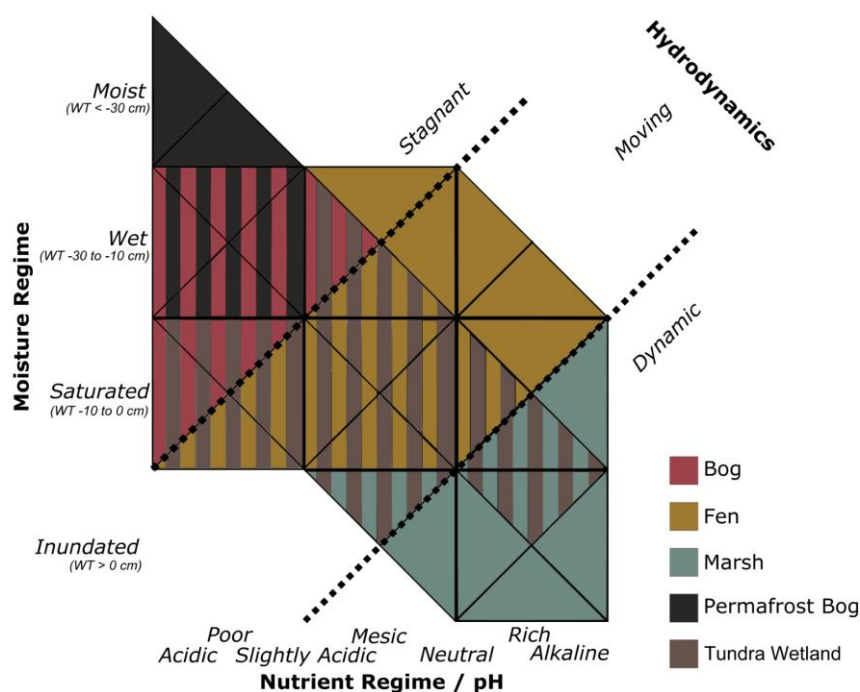 Hydrodynamics
Stagnant
Moving
Dynamic
Moisture Regime
Moist
(WT < -30 cm)
Wet
(WT -30 to -10 cm)
Saturated
(WT -10 to 0 cm)
Inundated
(WT > 0 cm)
Bog
Fen
Marsh
Permafrost Bog
Tundra Wetland
Poor Mesic Rich
Acidic Slightly Acidic Neutral Alkaline
Nutrient Regime / pH